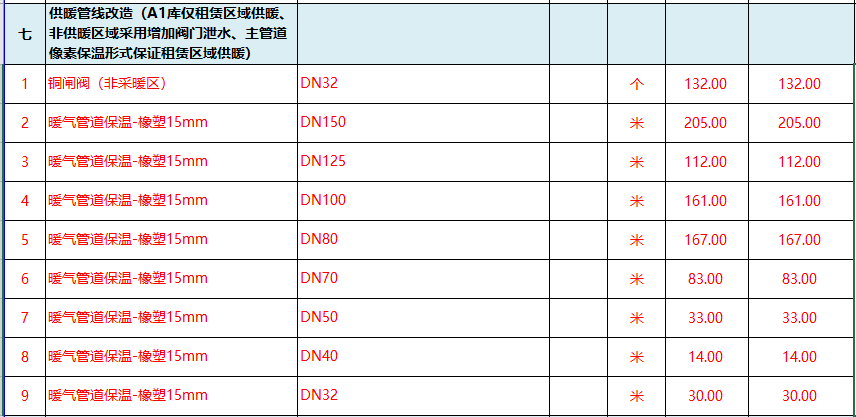 七
供暖管线改造（A1库仅租赁区域供暖、
非供暖区域采用增加阀门泄水、主管道
像素保温形式保证租赁区域供暖）
1 铜闸阀（非采暖区） DN32 个 132.00 132.00
2 暖气管道保温-橡塑15mm DN150 米 205.00 205.00
3 暖气管道保温-橡塑15mm DN125 米 112.00 112.00
4 暖气管道保温-橡塑15mm DN100 米 161.00 161.00
5 暖气管道保温-橡塑15mm DN80 米 167.00 167.00
6 暖气管道保温-橡塑15mm DN70 米 83.00 83.00
7 暖气管道保温-橡塑15mm DN50 米 33.00 33.00
8 暖气管道保温-橡塑15mm DN40 米 14.00 14.00
9 暖气管道保温-橡塑15mm DN32 米 30.00 30.00